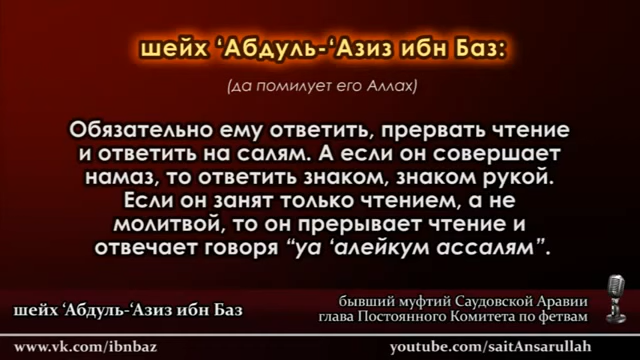 шейх ‘Абдуль-‘Азиз ибн Баз:
(да помилует его Аллах)
Обязательно ему ответить, прервать чтение
и ответить на салям. А если он совершает
намаз, то ответить знаком, знаком рукой.
Если он занят только чтением, а не
молитвой, то он прерывает чтение и
отвечает говоря “уа ‘алейкум ассалям”.
шейх ‘Абдуль-‘Азиз ибн Баз
бывший муфтий Саудовской Аравии
глава Постоянного Комитета по фетвам
www.vk.com/ibnbaz
youtube.com/saitAnsarullah